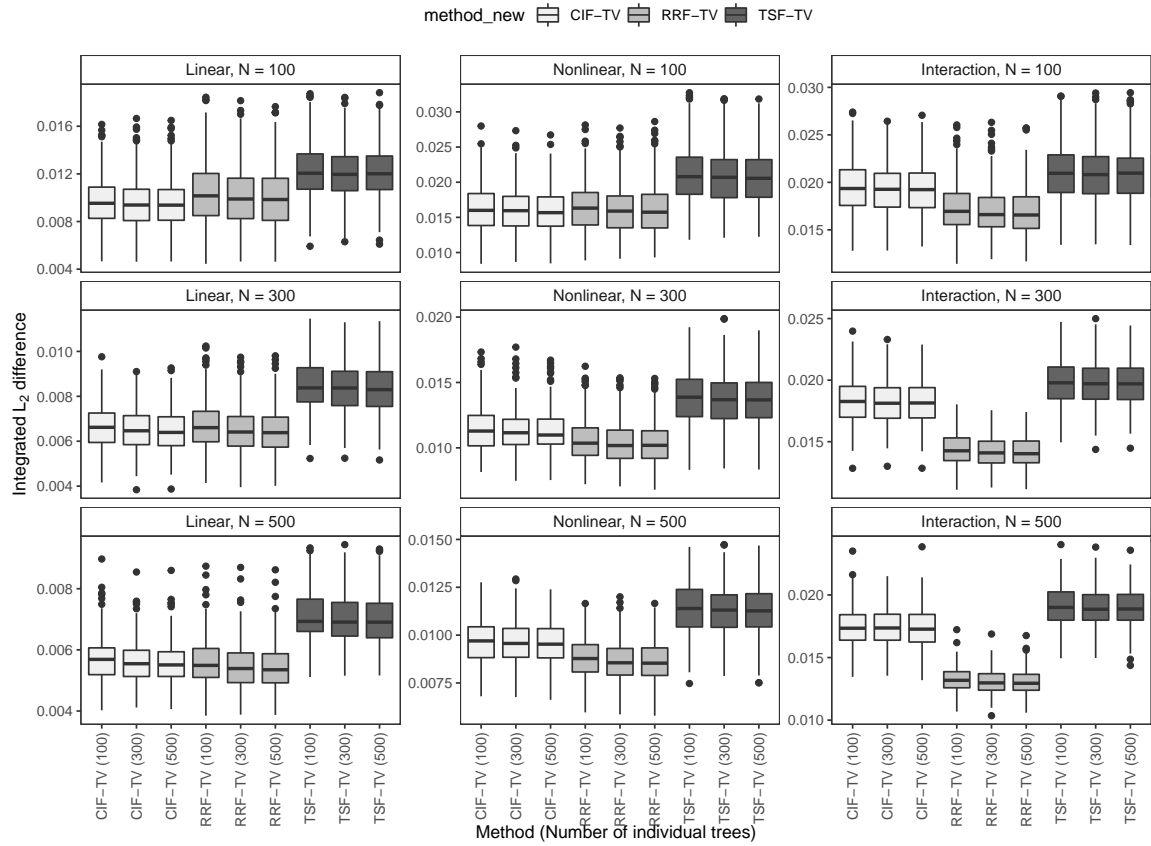 method_new CIF−TV RRF−TV TSF−TV
Linear, N = 100
Nonlinear, N = 100
Interaction, N = 100
0.016
0.012
0.008
0.004
0.030
0.025
0.020
0.015
0.010
0.030
0.025
0.020
0.015
Linear, N = 300
Nonlinear, N = 300
Interaction, N = 300
0.010
0.008
0.006
0.004
0.020
0.015
0.010
0.025
0.020
0.015
Linear, N = 500
Nonlinear, N = 500
Interaction, N = 500
0.008
0.006
0.004
0.0150
0.0125
0.0100
0.0075
0.020
0.015
0.010
Integrated L2 difference
CIF−TV (100)
CIF−TV (300)
CIF−TV (500)
RRF−TV (100)
RRF−TV (300)
RRF−TV (500)
TSF−TV (100)
TSF−TV (300)
TSF−TV (500)
CIF−TV (100)
CIF−TV (300)
CIF−TV (500)
RRF−TV (100)
RRF−TV (300)
RRF−TV (500)
TSF−TV (100)
TSF−TV (300)
TSF−TV (500)
CIF−TV (100)
CIF−TV (300)
CIF−TV (500)
RRF−TV (100)
RRF−TV (300)
RRF−TV (500)
TSF−TV (100)
TSF−TV (300)
TSF−TV (500)
Method (Number of individual trees)